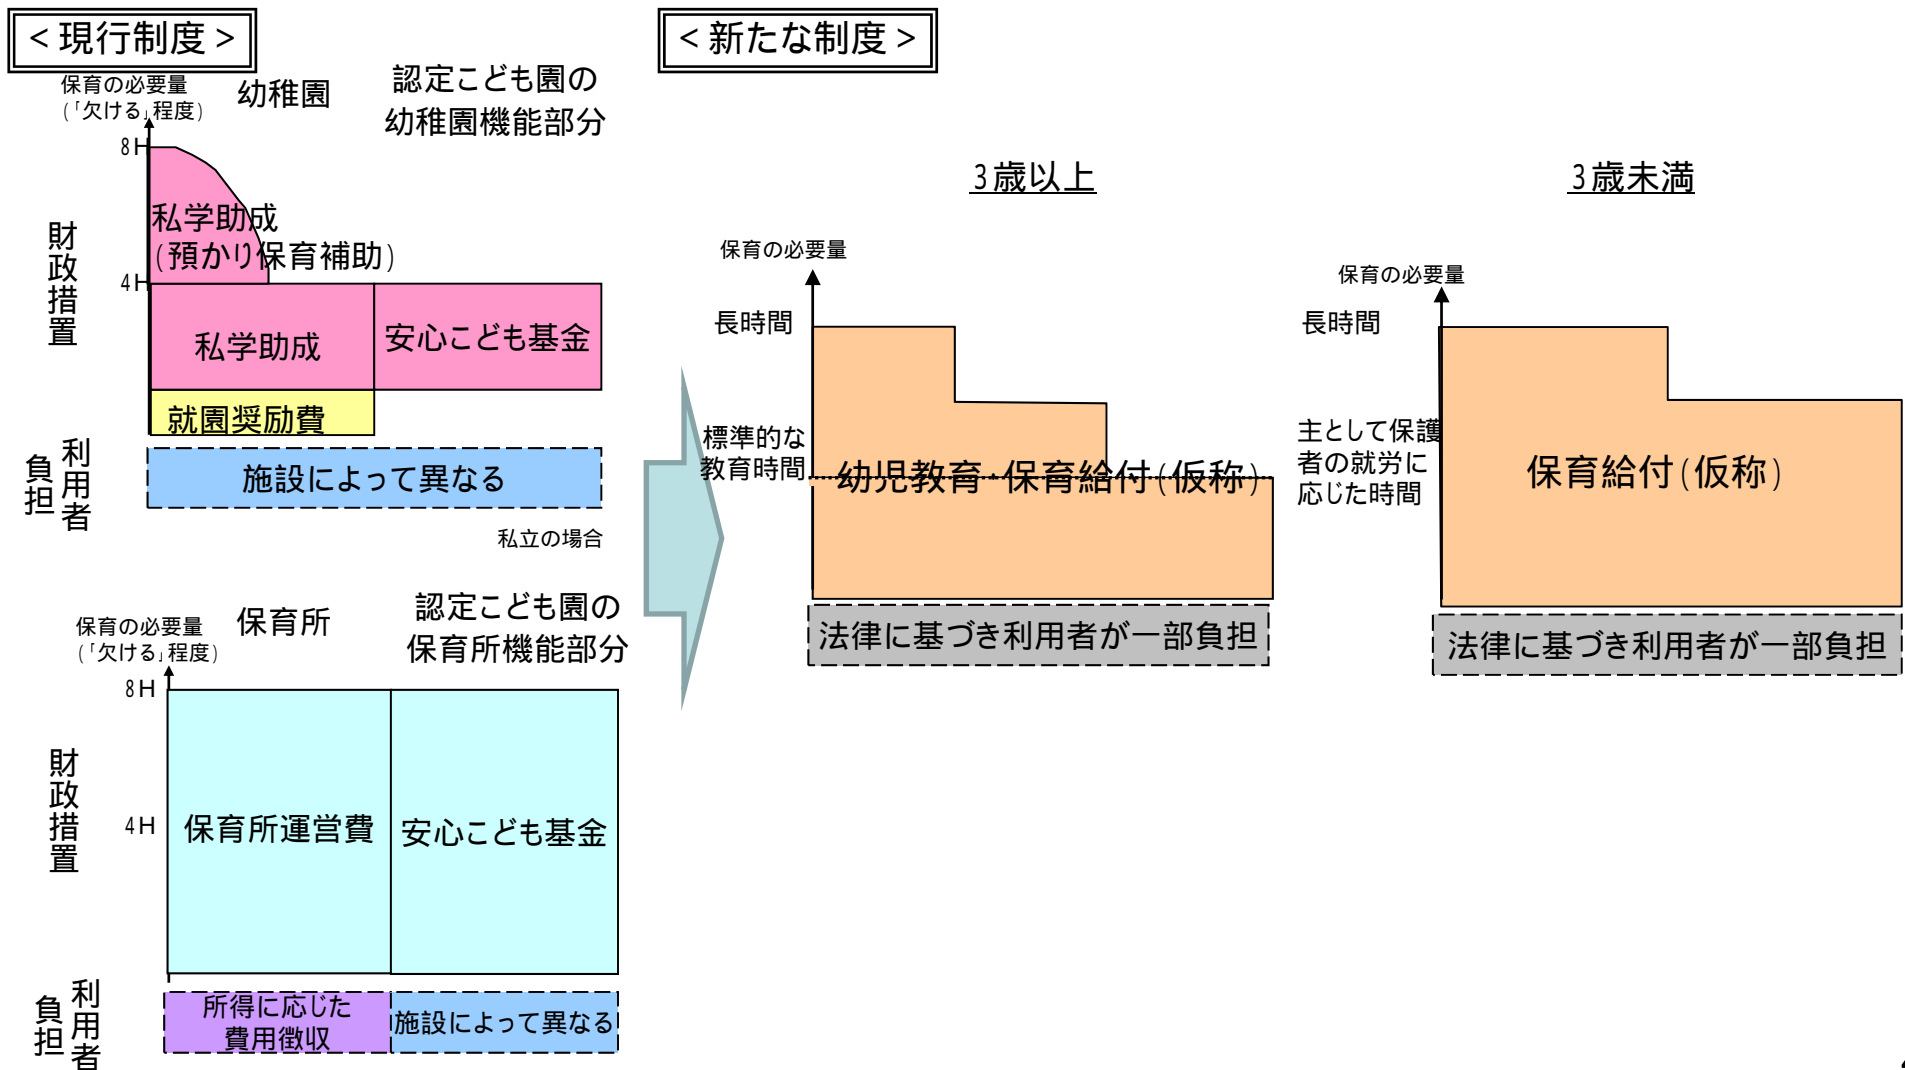 <現行制度>
保育の必要量
(「欠ける」程度)
幼稚園
認定こども園の
幼稚園機能部分
8H
4H
財政措置
私学助成
(預かり保育補助)
私学助成
安心こども基金
就園奨励費
利用者
負担
施設によって異なる
私立の場合
保育の必要量
(「欠ける」程度)
保育所
認定こども園の
保育所機能部分
8H
4H
財政措置
保育所運営費
安心こども基金
利用者
負担
所得に応じた
費用徴収
施設によって異なる
<新たな制度>
3歳以上
保育の必要量
長時間
標準的な
教育時間
幼児教育・保育給付(仮称)
法律に基づき利用者が一部負担
3歳未満
保育の必要量
長時間
主として保護
者の就労に
応じた時間
保育給付(仮称)
法律に基づき利用者が一部負担